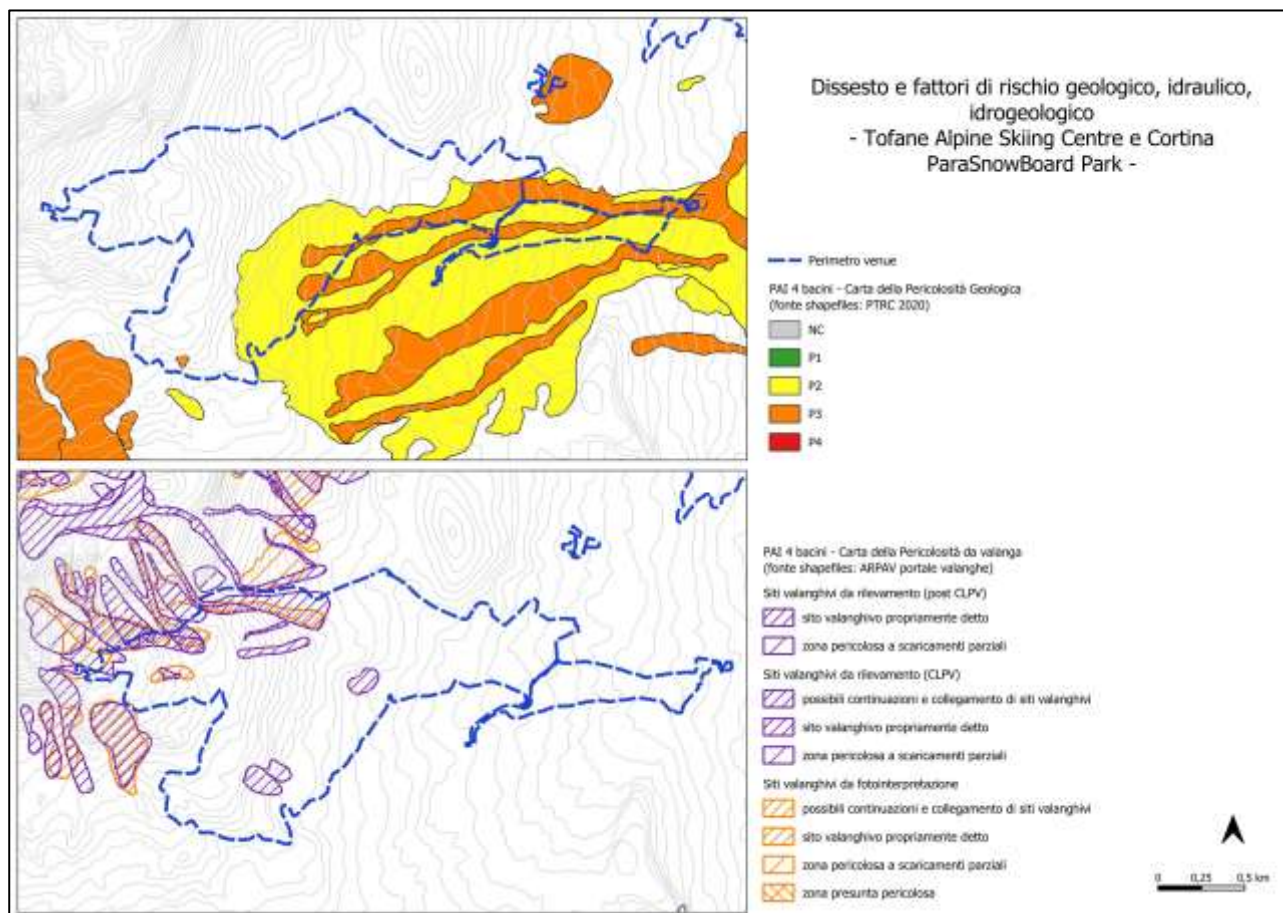 Dissesto e fattori di rischio geologico, idraulico,
idrogeologico
- Tofane Alpine Skiing Centre e Cortina
ParaSnowBoard Park -
Perimetro venue
PAI 4 bacini - Carta della Pericolosità Geologica
(fonte shapefiles: PTRC 2020)
NC
P1
P2
P3
P4
PAI 4 bacini - Carta della Pericolosità da valanga
(fonte shapefiles: ARPAV portale valanghe)
Siti valanghivi da rilevamento (post CLPV)
sito valanghivo propriamente detto
zona pericolosa a scaricamenti parziali
Siti valanghivi da rilevamento (CLPV)
possibili continuazioni e collegamento di siti valanghivi
sito valanghivo propriamente detto
zona pericolosa a scaricamenti parziali
Siti valanghivi da fotointerpretazione
possibili continuazioni e collegamento di siti valanghivi
sito valanghivo propriamente detto
zona pericolosa a scaricamenti parziali
zona presunta pericolosa
0 0,25 0,5 km